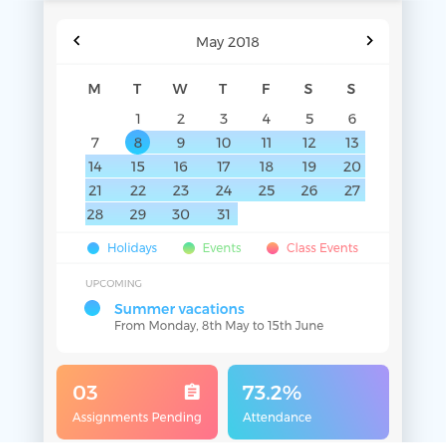 May 2018
M T W T F S S
1 2 3 4 5 6
7 8 9 10 11 12 13
14 15 16 17 18 19 20
21 22 23 24 25 26 27
28 29 30 31
Holidays Events Class Events
UPCOMING
Summer vacations
From Monday, 8th May to 15th June
03 73.2%
Assignments Pending Attendance